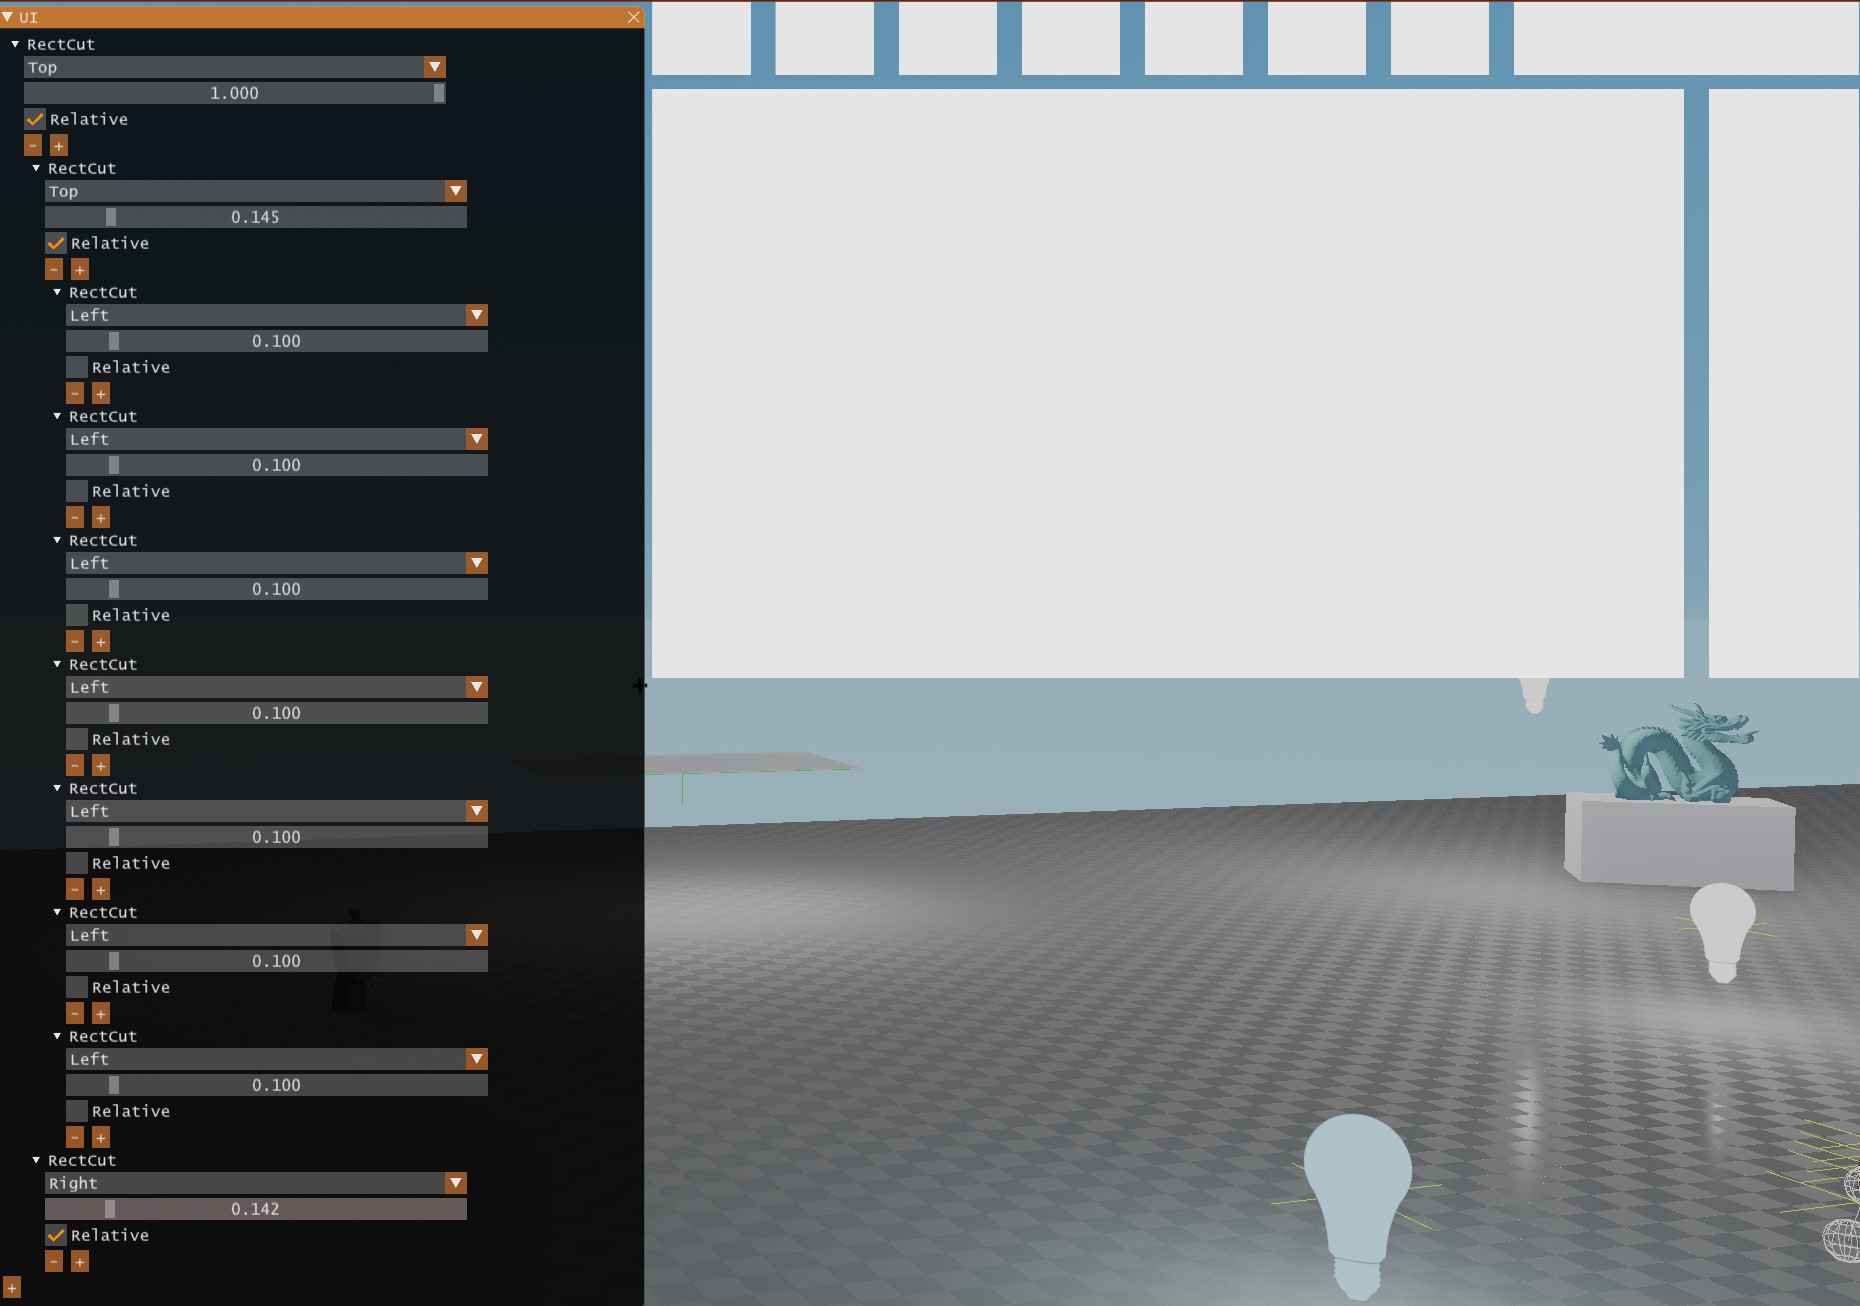 UI
RectCut
Top
1.000
Relative
- +
RectCut
Top
0.145
Relative
- +
RectCut
Left
0.100
Relative
- +
RectCut
Left
0.100
Relative
- +
RectCut
Left
0.100
Relative
- +
RectCut
Left
0.100
Relative
- +
RectCut
Left
0.100
Relative
- +
RectCut
Left
0.100
Relative
- +
RectCut
Left
0.100
Relative
- +
RectCut
Right
0.142
Relative
- +
+